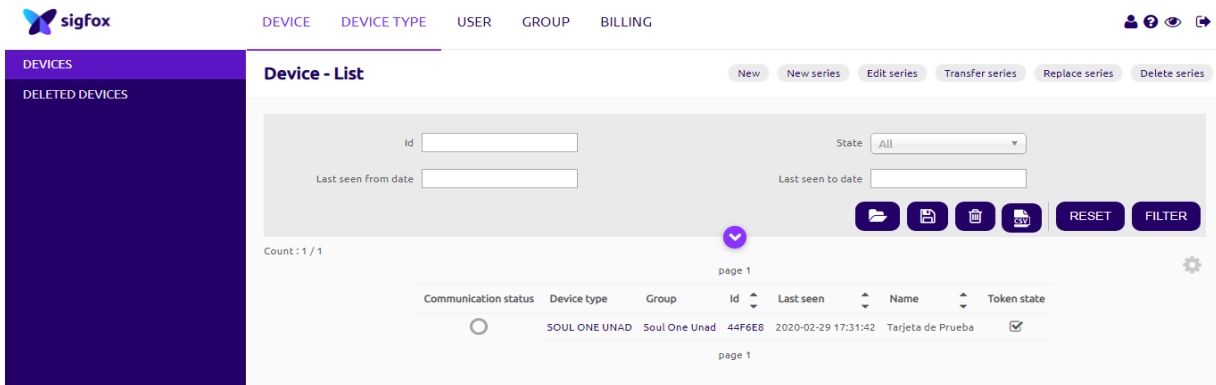 sigfox DEVICE DEVICE TYPE USER GROUP BILLING
DEVICES
DELETED DEVICES
Device - List New New series Edit series Transfer series Replace series Delete series
Id State All
Last seen from date Last seen to date
CSV RESET FILTER
Count : 1 / 1
page 1
Communication status Device type Group Id Last seen Name Token state
SOUL ONE UNAD Soul One Unad 44F6E8 2020-02-29 17:31:42 Tarjeta de Prueba
page 1